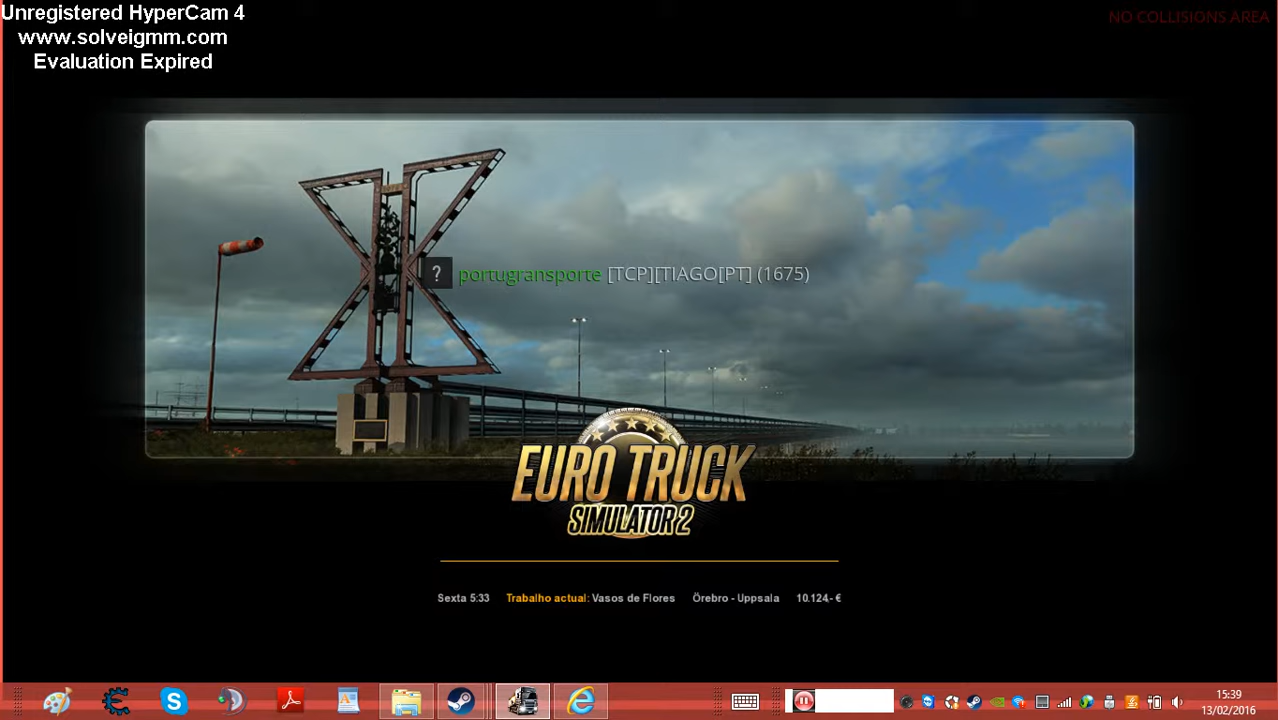 Unregistered HyperCam 4
www.solveigmm.com
Evaluation Expired
NO COLLISIONS AREA
? portugransporte [TCP][TIAGO[PT] (1675)
EURO TRUCK
SIMULATOR 2
Sexta 5:33 Trabalho actual: Vasos de Flores Örebro - Uppsala 10.124,- €
15:39
13/02/2016